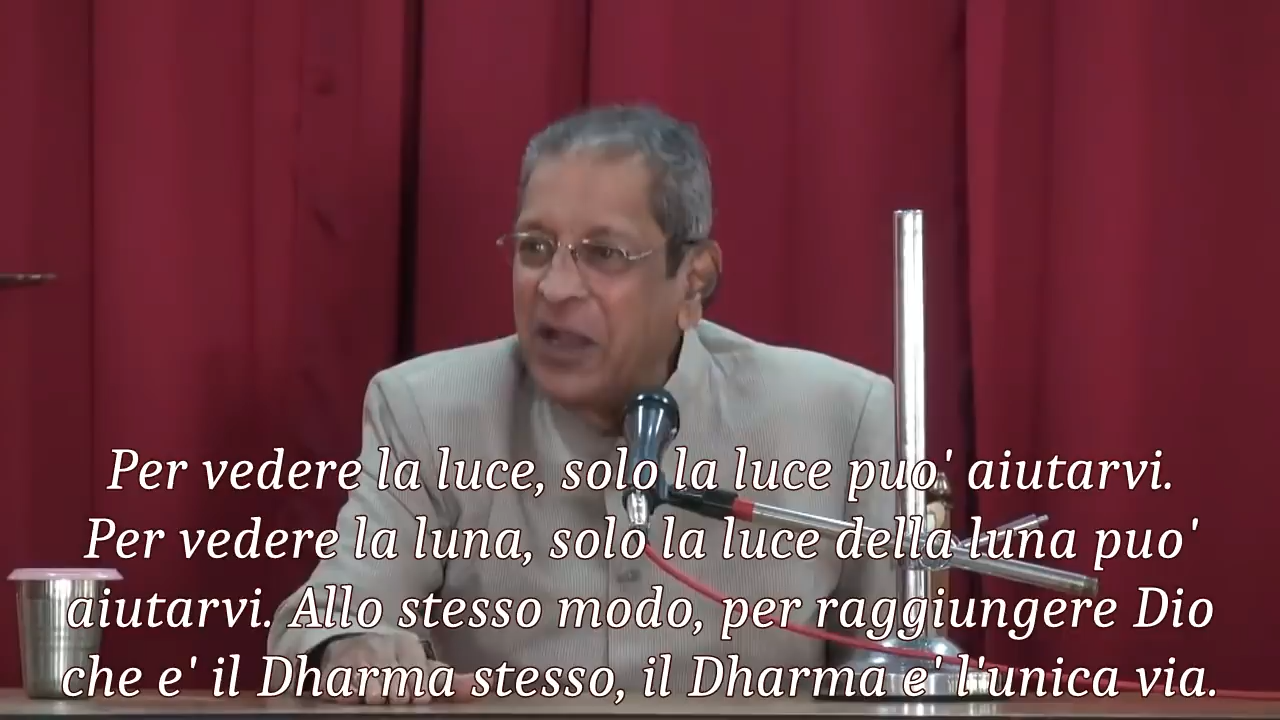 Per vedere la luce, solo la luce puo' aiutarvi.
Per vedere la luna, solo la luce della luna puo'
aiutarvi. Allo stesso modo, per raggiungere Dio
che e' il Dharma stesso, il Dharma e' l'unica via.